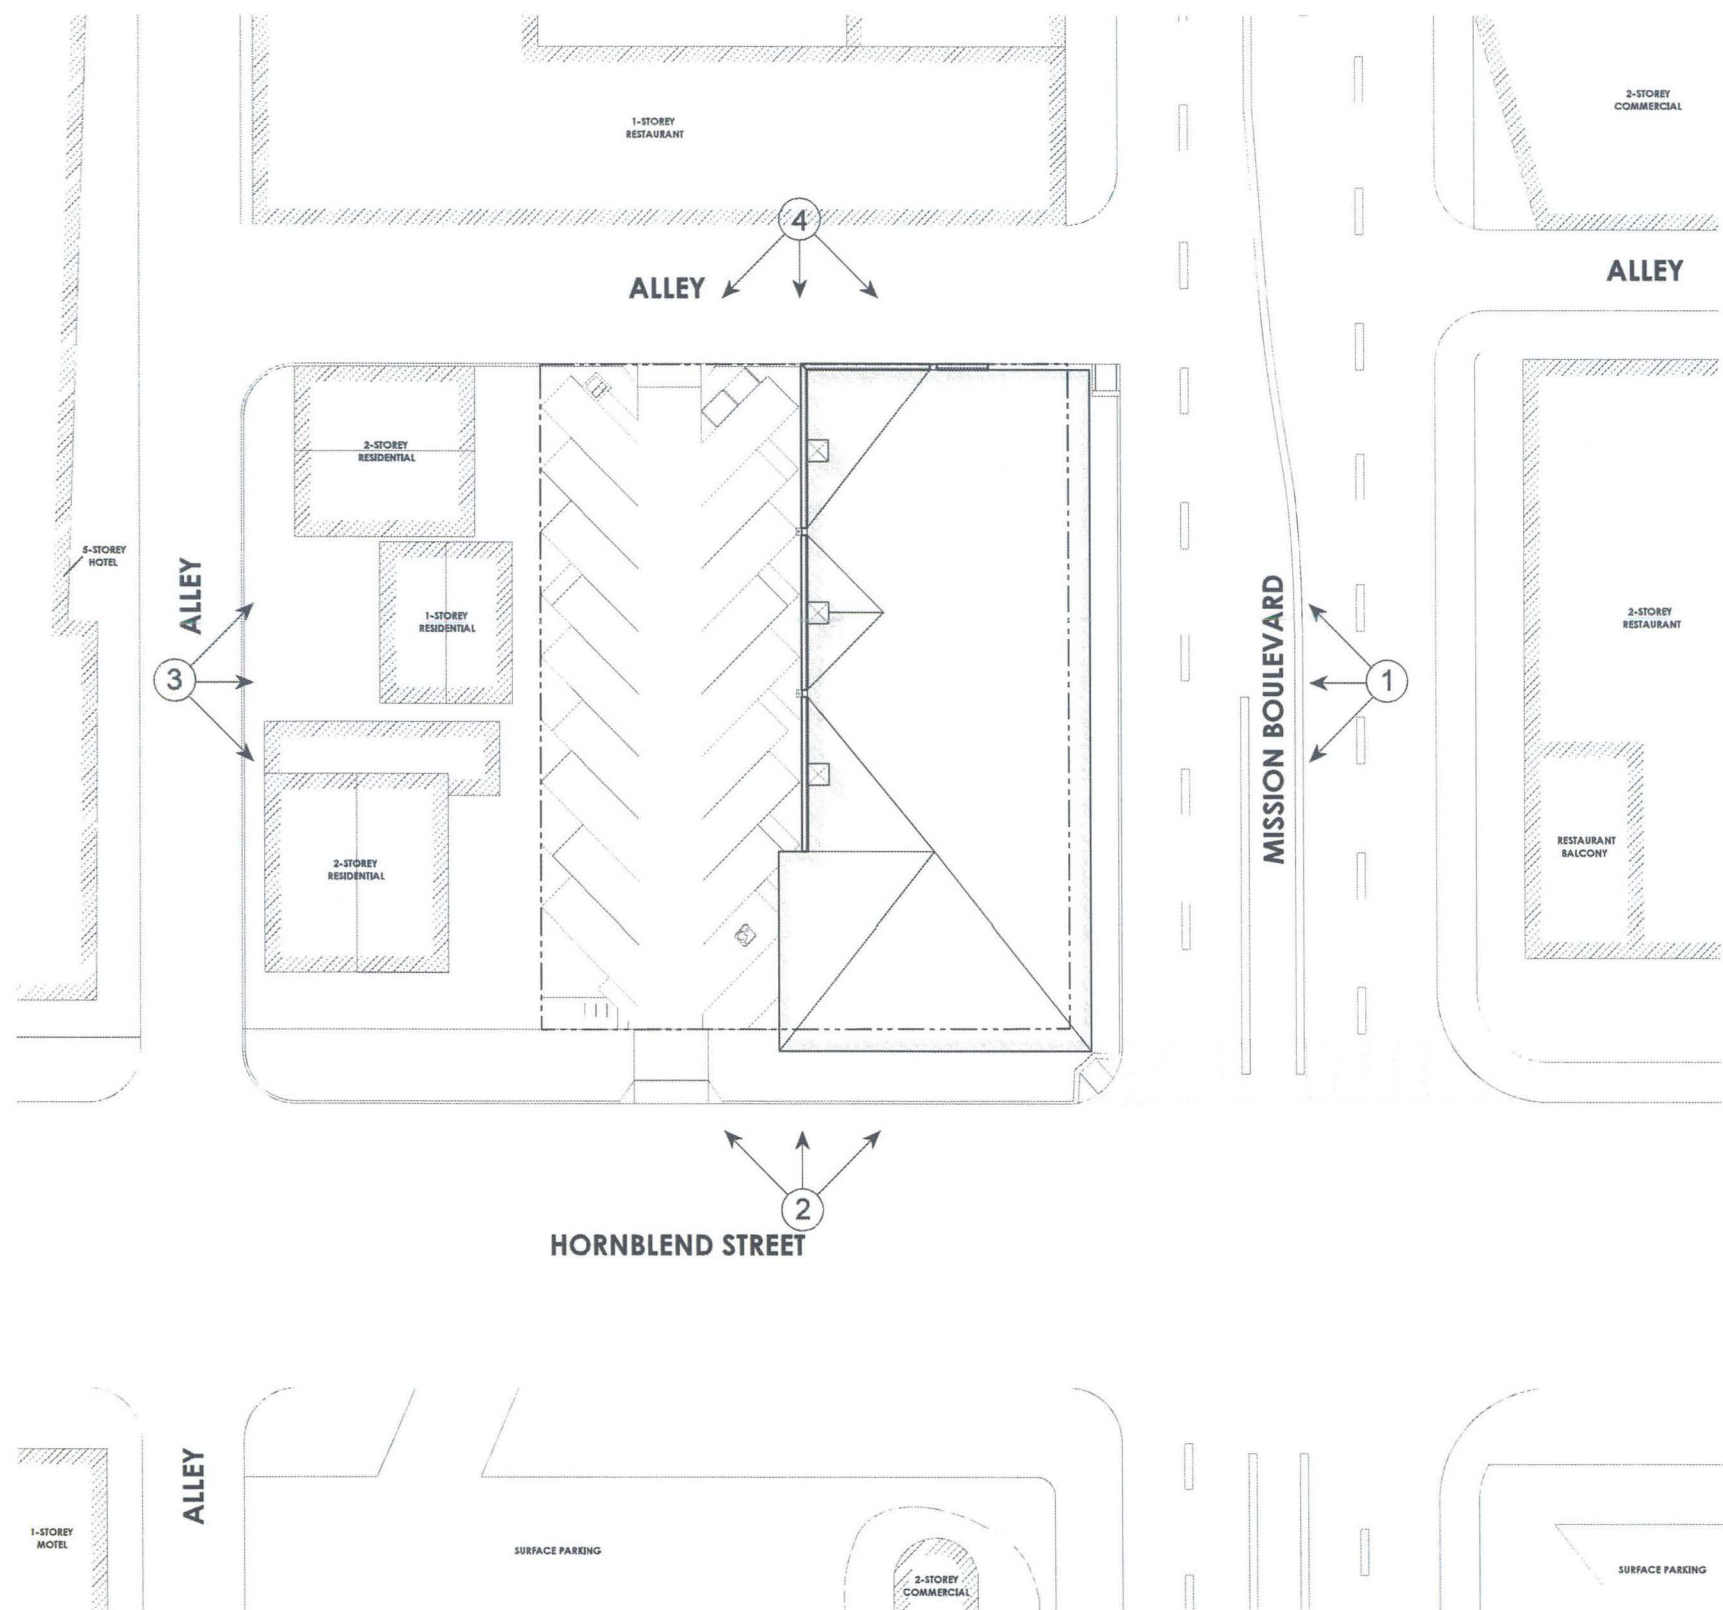 2-STOREY
COMMERCIAL
1-STOREY
RESTAURANT
4
ALLEY
ALLEY
2-STOREY
RESIDENTIAL
5-STOREY
HOTEL
ALLEY
1-STOREY
RESIDENTIAL
MISSION BOULEVARD
2-STOREY
RESTAURANT
3
1
RESTAURANT
BALCONY
2-STOREY
RESIDENTIAL
2
HORNBLEND STREET
ALLEY
1-STOREY
MOTEL
SURFACE PARKING
2-STOREY
COMMERCIAL
SURFACE PARKING